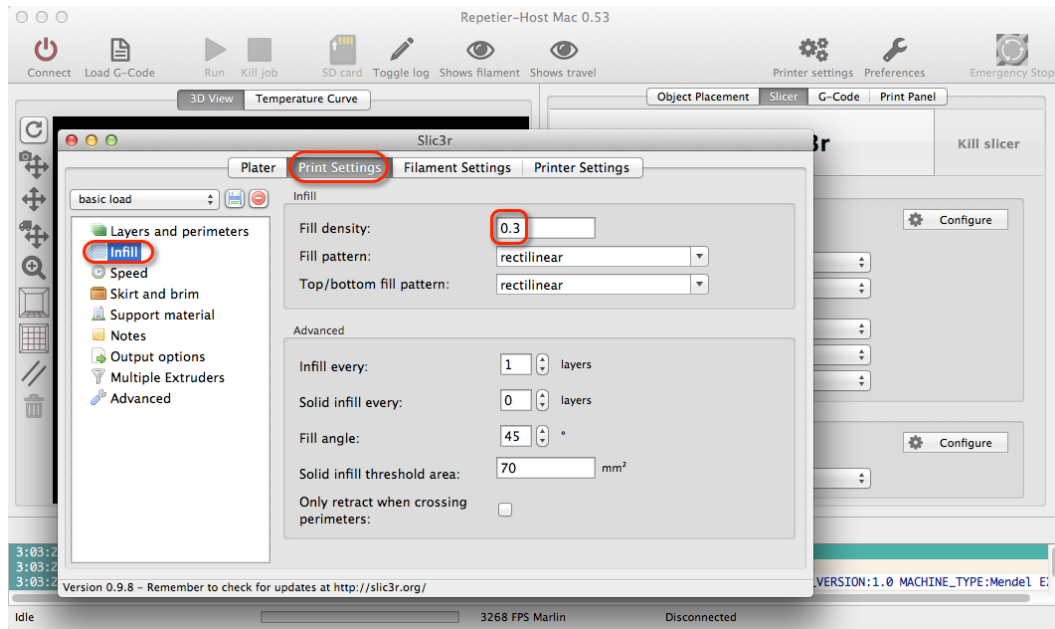 Repetier-Host Mac 0.53
Connect Load G-Code Run Kill job SD card Toggle log Shows filament Shows travel Printer settings Preferences Emergency Stop
3D View Temperature Curve
Object Placement Slicer G-Code Print Panel
Slic3r
Kill slicer
Plater Print Settings Filament Settings Printer Settings
basic load
Layers and perimeters
Infill
Speed
Skirt and brim
Support material
Notes
Output options
Multiple Extruders
Advanced
Infill
Fill density: 0.3
Fill pattern: rectilinear
Top/bottom fill pattern: rectilinear
Advanced
Infill every: 1 layers
Solid infill every: 0 layers
Fill angle: 45 °
Solid infill threshold area: 70 mm²
Only retract when crossing
perimeters:
3r
Configure
Configure
3:03:2
3:03:2
3:03:2
_VERSION:1.0 MACHINE_TYPE:Mendel
Version 0.9.8 - Remember to check for updates at http://slic3r.org/
Idle 3268 FPS Marlin Disconnected